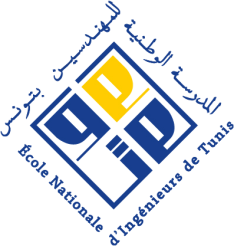 المدرسة الوطنية للمهندسين بتونس
École Nationale
d'Ingénieurs de Tunis